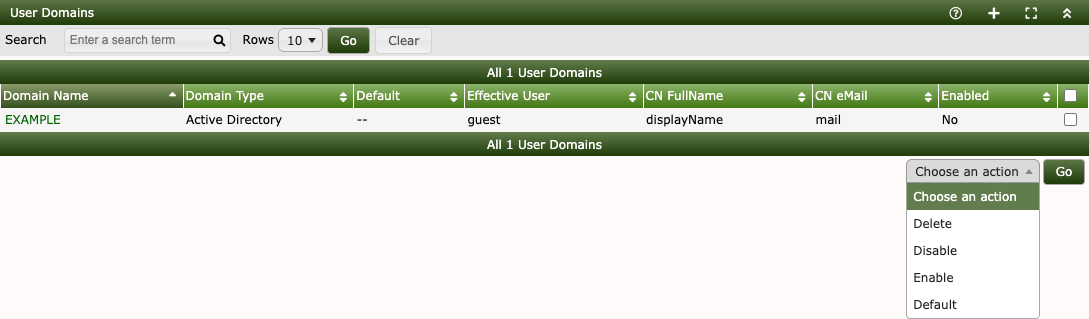 User Domains
Search Enter a search term Rows 10 Go Clear
All 1 User Domains
Domain Name Domain Type Default Effective User CN FullName CN eMail Enabled
EXAMPLE Active Directory -- guest displayName mail No
All 1 User Domains
Choose an action Go
Choose an action
Delete
Disable
Enable
Default